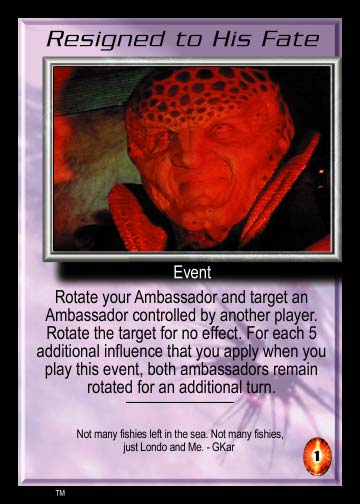 Resigned to His Fate
Event
Rotate your Ambassador and target an
Ambassador controlled by another player.
Rotate the target for no effect. For each 5
additional influence that you apply when you
play this event, both ambassadors remain
rotated for an additional turn.
Not many fishies left in the sea. Not many fishies,
just Londo and Me. - GKar
1
TM